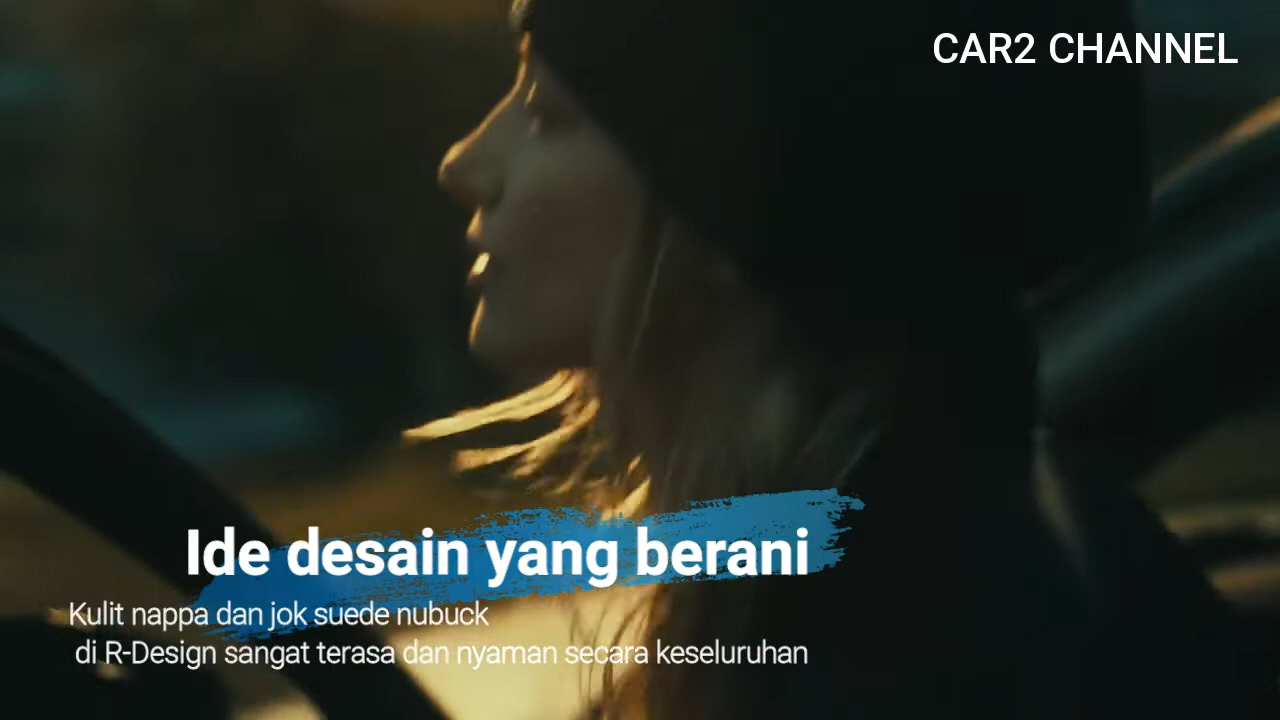 CAR2 CHANNEL
Ide desain yang berani
Kulit nappa dan jok suede nubuck
di R-Design sangat terasa dan nyaman secara keseluruhan